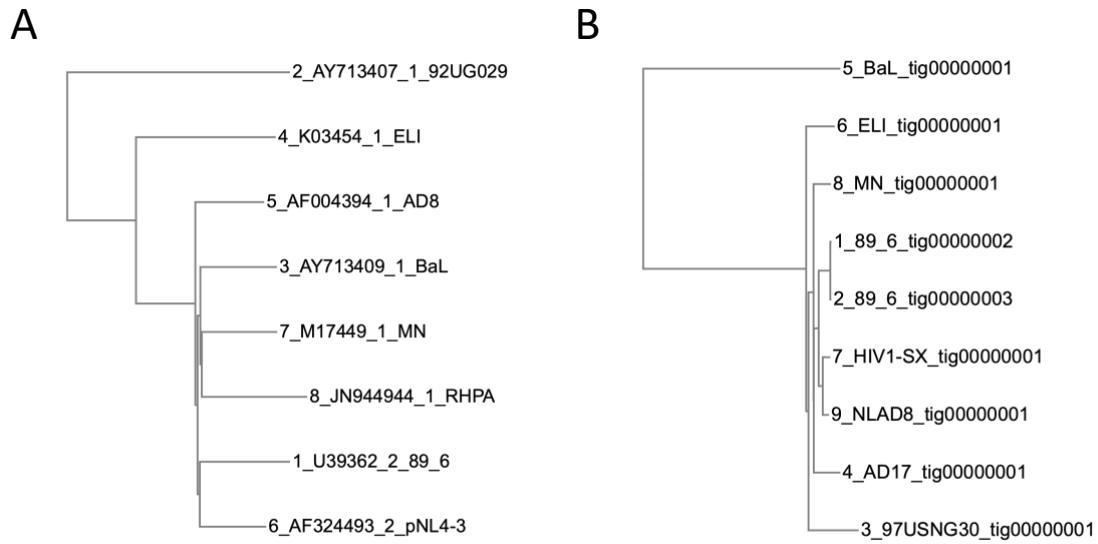 A
2_AY713407_1_92UG029
4_K03454_1_ELI
5_AF004394_1_AD8
3_AY713409_1_BaL
7_M17449_1_MN
8_JN944944_1_RHPA
1_U39362_2_89_6
6_AF324493_2_pNL4-3
B
5_BaL_tig00000001
6_ELI_tig00000001
8_MN_tig00000001
1_89_6_tig00000002
2_89_6_tig00000003
7_HIV1-SX_tig00000001
9_NLAD8_tig00000001
4_AD17_tig00000001
3_97USNG30_tig00000001